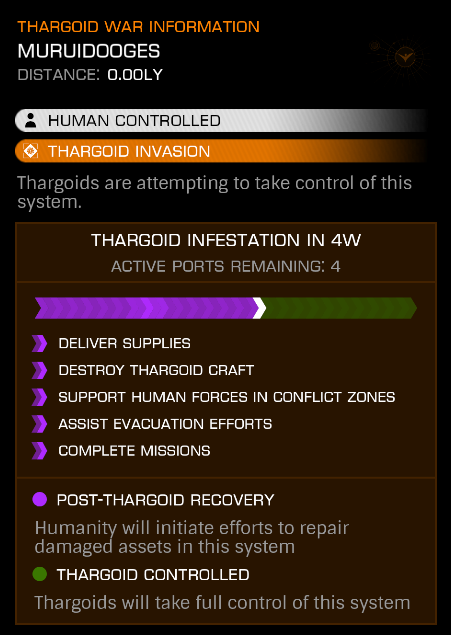 THARGOID WAR INFORMATION
MURUIDOOGES
DISTANCE: 0.00LY
HUMAN CONTROLLED
THARGOID INVASION
Thargoids are attempting to take control of this
system.
THARGOID INFESTATION IN 4W
ACTIVE PORTS REMAINING: 4
DELIVER SUPPLIES
DESTROY THARGOID CRAFT
SUPPORT HUMAN FORCES IN CONFLICT ZONES
ASSIST EVACUATION EFFORTS
COMPLETE MISSIONS
POST-THARGOID RECOVERY
Humanity will initiate efforts to repair
damaged assets in this system
THARGOID CONTROLLED
Thargoids will take full control of this system